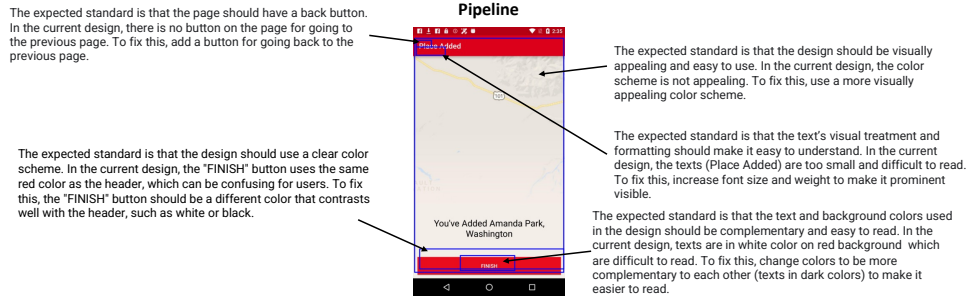 Pipeline
The expected standard is that the page should have a back button.
In the current design, there is no button on the page for going to
the previous page. To fix this, add a button for going back to the
previous page.
2:35
Place Added
The expected standard is that the design should be visually
appealing and easy to use. In the current design, the color
scheme is not appealing. To fix this, use a more visually
appealing color scheme.
The expected standard is that the text's visual treatment and
formatting should make it easy to understand. In the current
design, the texts (Place Added) are too small and difficult to read.
To fix this, increase font size and weight to make it prominent
visible.
The expected standard is that the design should use a clear color
scheme. In the current design, the "FINISH" button uses the same
red color as the header, which can be confusing for users. To fix
this, the "FINISH" button should be a different color that contrasts
well with the header, such as white or black.
You've Added Amanda Park,
Washington
FINISH
The expected standard is that the text and background colors used
in the design should be complementary and easy to read. In the
current design, texts are in white color on red background which
are difficult to read. To fix this, change colors to be more
complementary to each other (texts in dark colors) to make it
easier to read.